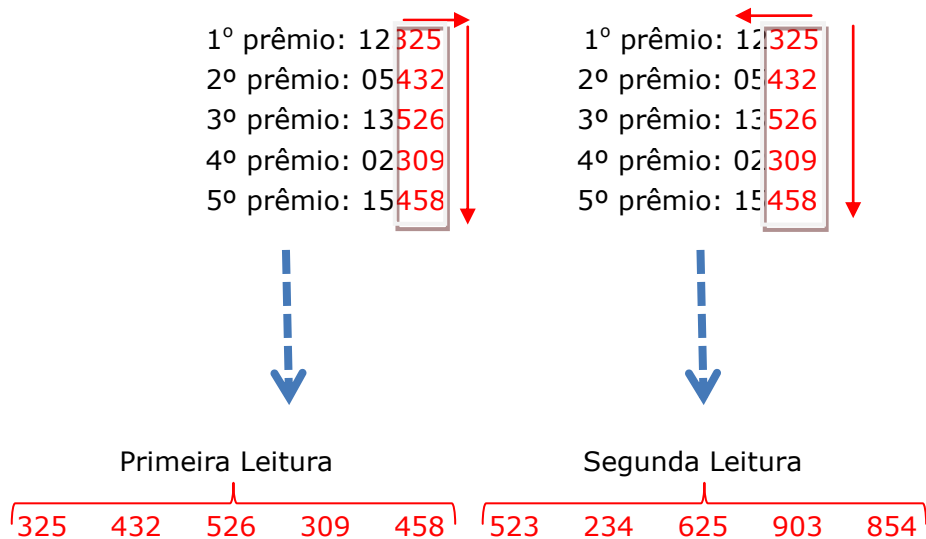 1º prêmio: 12325 1º prêmio: 12325
2º prêmio: 05432 2º prêmio: 05432
3º prêmio: 13526 3º prêmio: 13526
4º prêmio: 02309 4º prêmio: 02309
5º prêmio: 15458 5º prêmio: 15458
Primeira Leitura Segunda Leitura
325 432 526 309 458 523 234 625 903 854